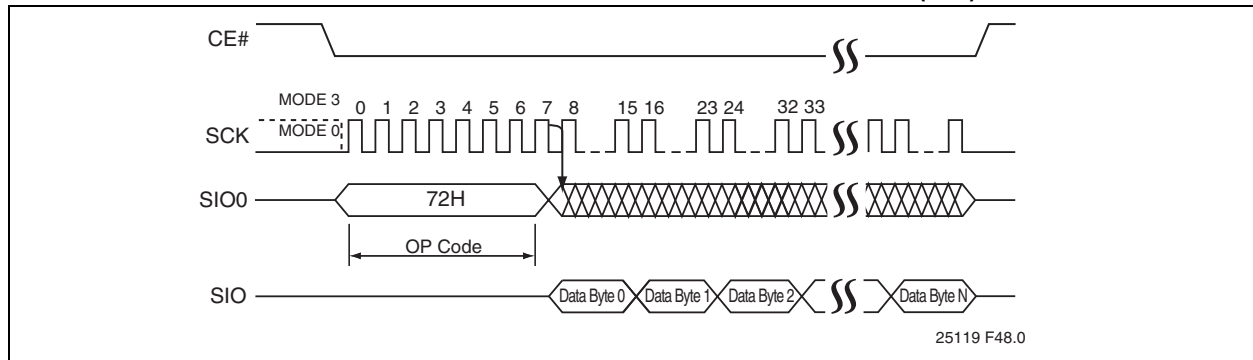 CE#
MODE 3
0 1 2 3 4 5 6 7 8 15 16 23 24 32 33
SCK
MODE 0
SIO0
72H
OP Code
SIO
Data Byte 0
Data Byte 1
Data Byte 2
Data Byte N
25119 F48.0